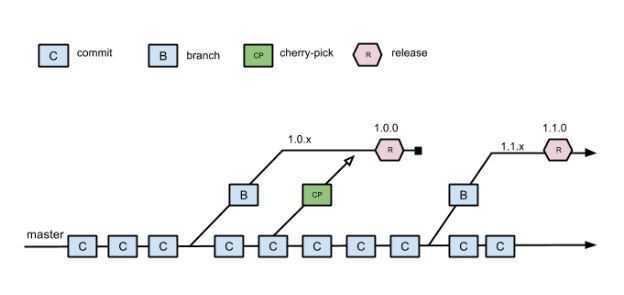 C commit B branch CP cherry-pick R release
1.0.0 1.1.0
1.0.x R 1.1.x R
B CP B
master
C C C C C C C C C C